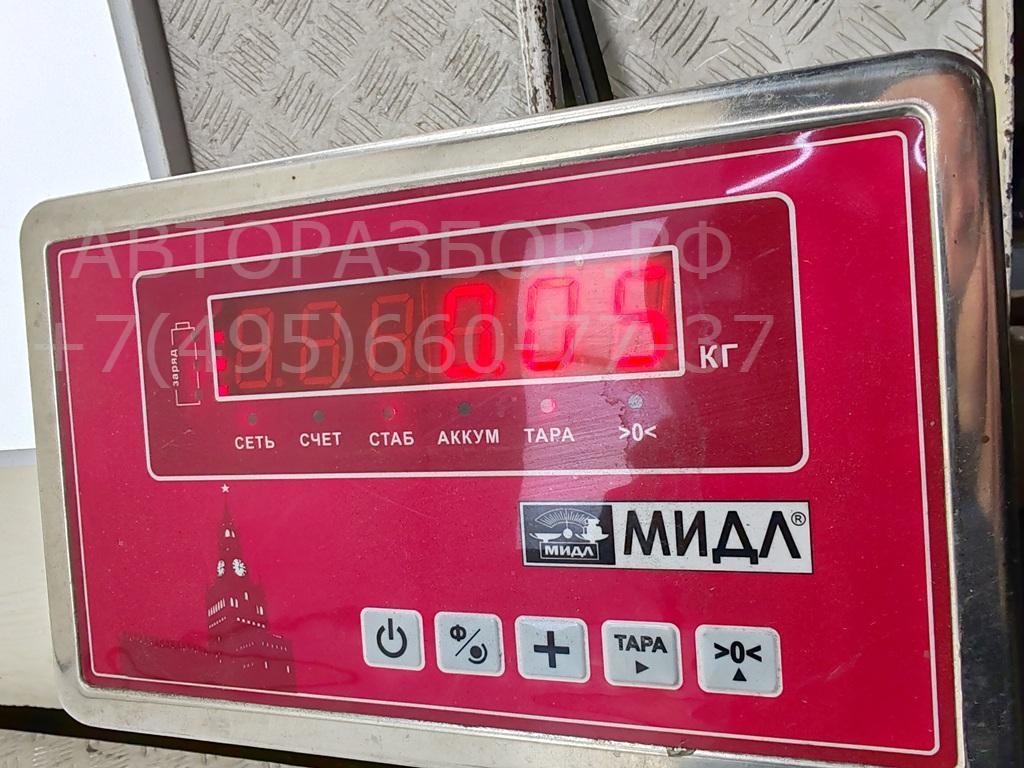 АВТОРАЗБОР.РФ
+7(495)660-77-37
заряд
0.05
КГ
СЕТЬ СЧЕТ СТАБ АККУМ ТАРА >0<
МИДЛ МИДЛ®
Ф/ + ТАРА >0<